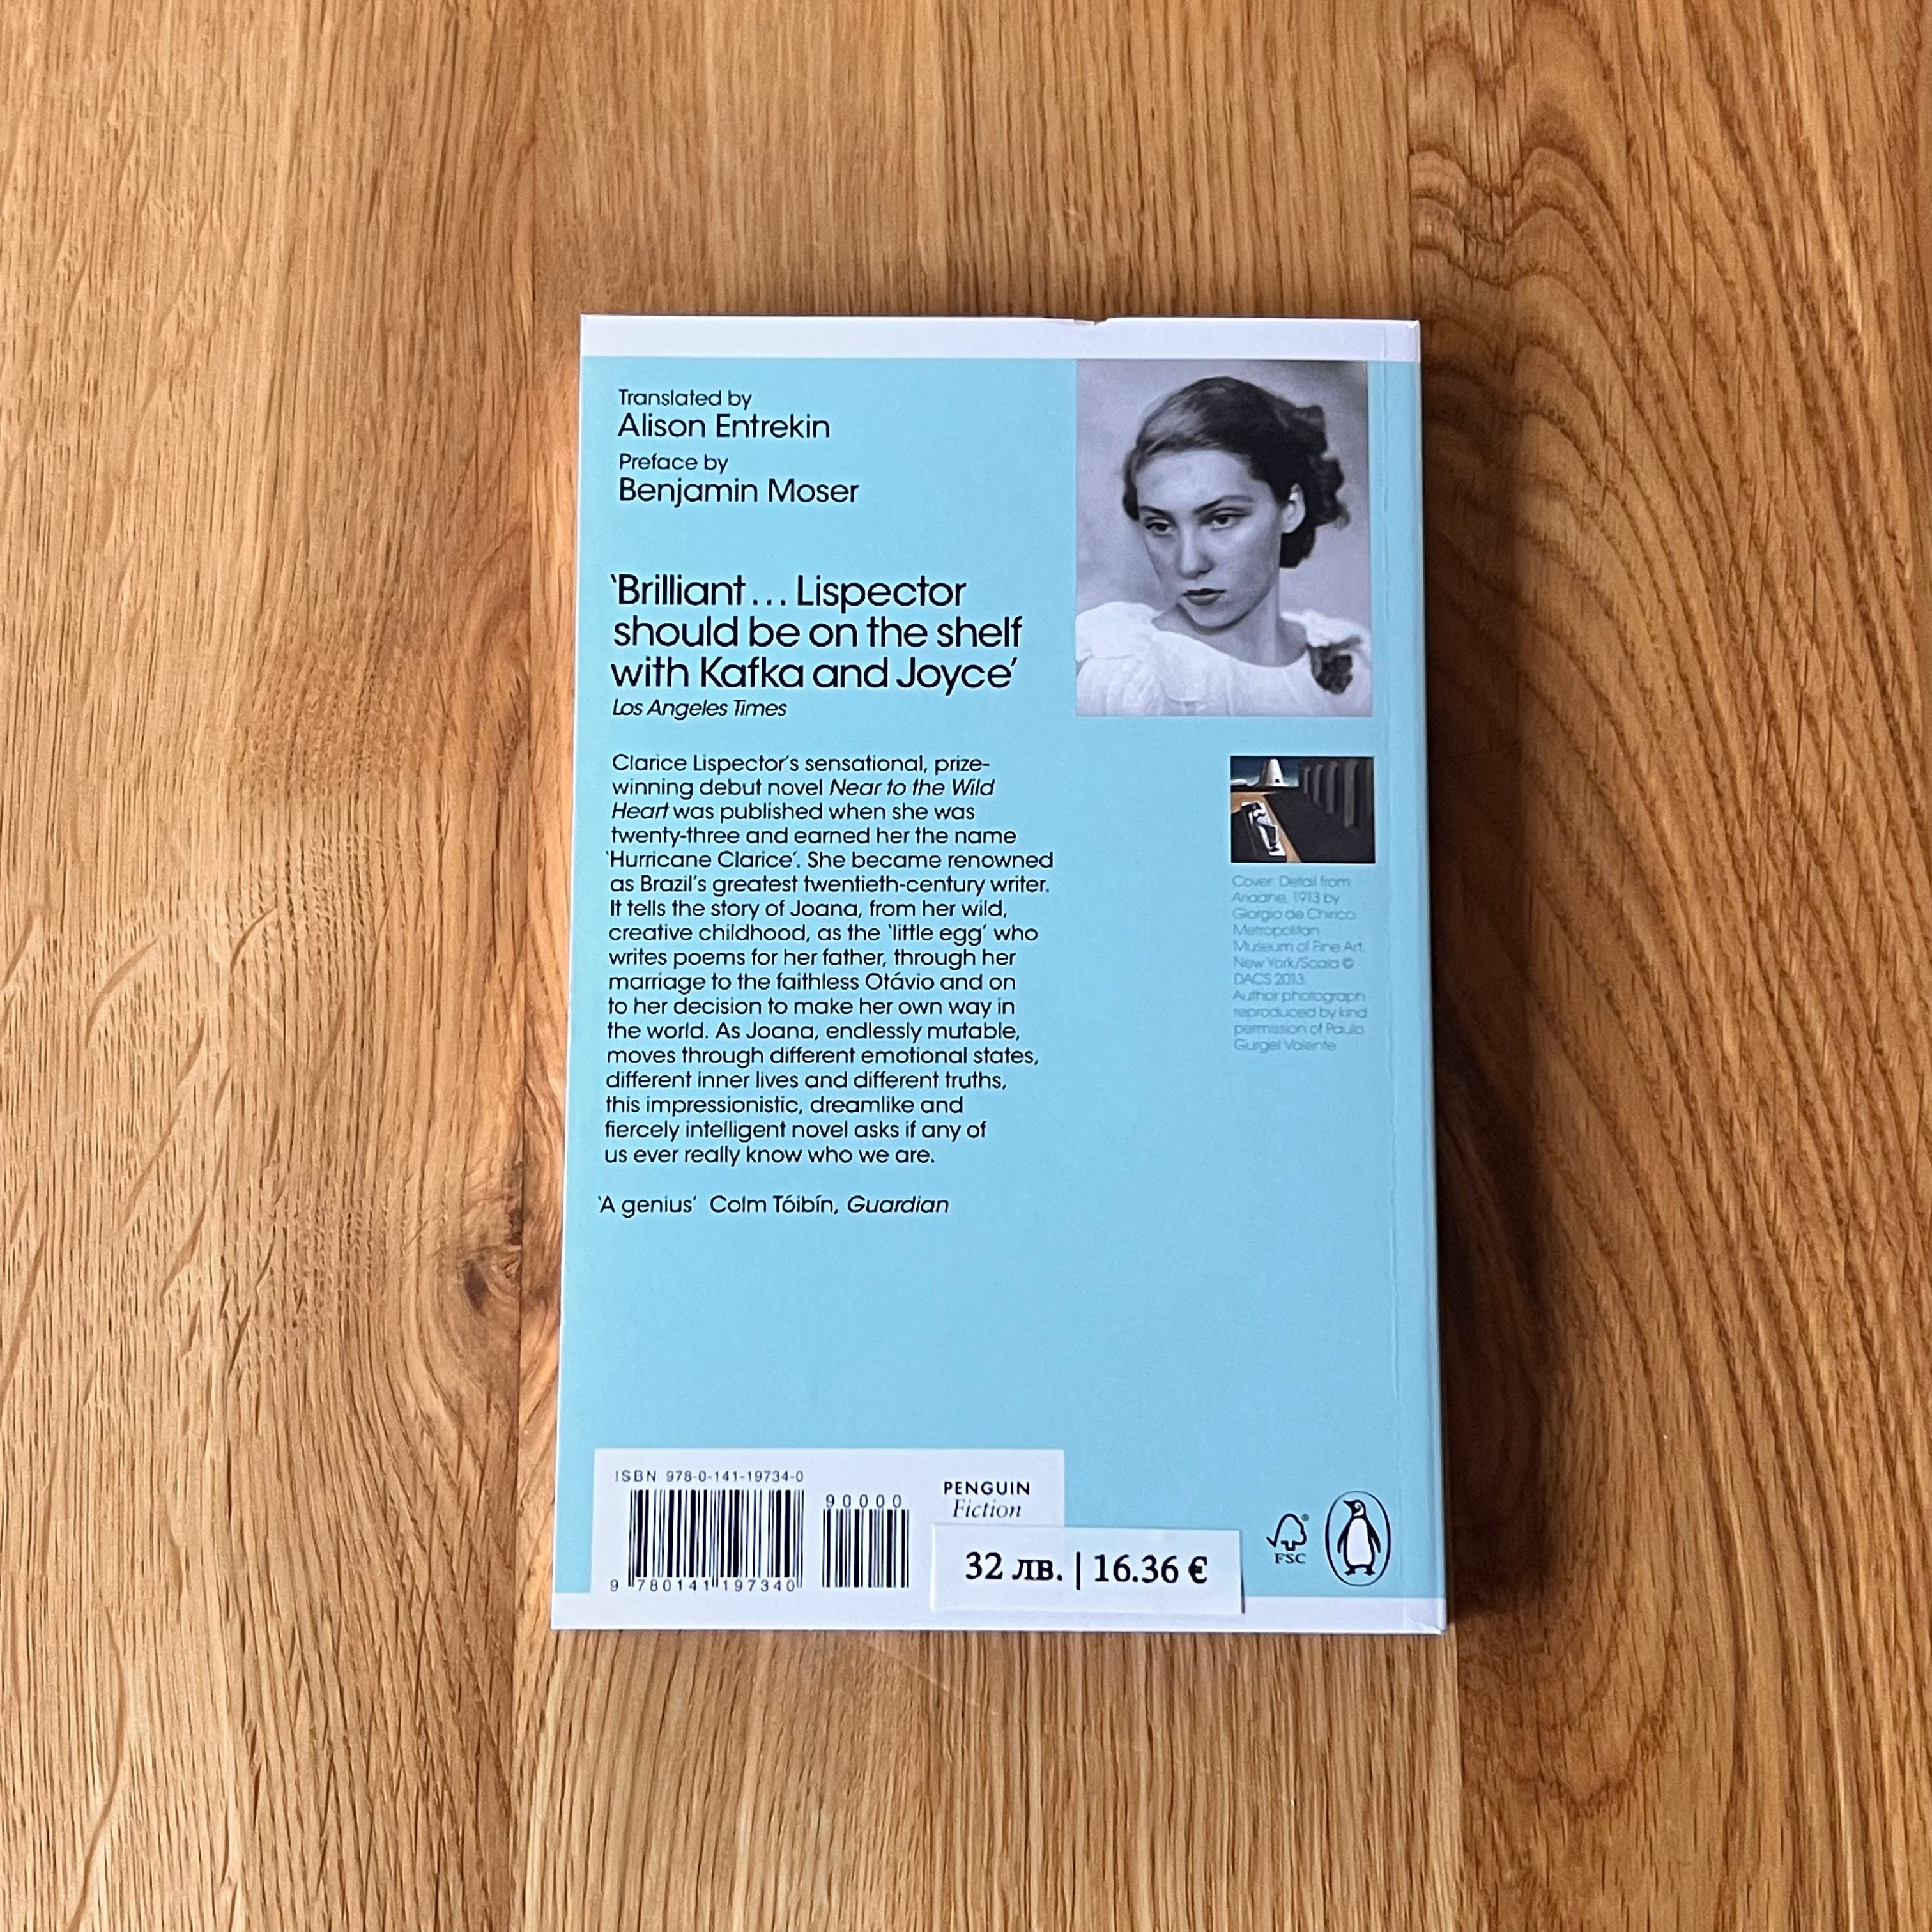 Translated by
Alison Entrekin
Preface by
Benjamin Moser
‘Brilliant... Lispector
should be on the shelf
with Kafka and Joyce’
Los Angeles Times
Clarice Lispector’s sensational, prize-
winning debut novel Near to the Wild
Heart was published when she was
twenty-three and earned her the name
‘Hurricane Clarice’. She became renowned
as Brazil’s greatest twentieth-century writer.
It tells the story of Joana, from her wild,
creative childhood, as the ‘little egg’ who
writes poems for her father, through her
marriage to the faithless Otávio and on
to her decision to make her own way in
the world. As Joana, endlessly mutable,
moves through different emotional states,
different inner lives and different truths,
this impressionistic, dreamlike and
fiercely intelligent novel asks if any of
us ever really know who we are.
‘A genius’ Colm Tóibín, Guardian
Cover: Detail from
Ariadne, 1913 by
Giorgio de Chirico.
Metropolitan
Museum of Fine Art,
New York/Scala ©
DACS 2013.
Author photograph
reproduced by kind
permission of Paulo
Gurgel Valente
ISBN 978-0-141-19734-0
90000
9 780141 197340
PENGUIN
Fiction
32 лв. | 16.36 €
FSC
®